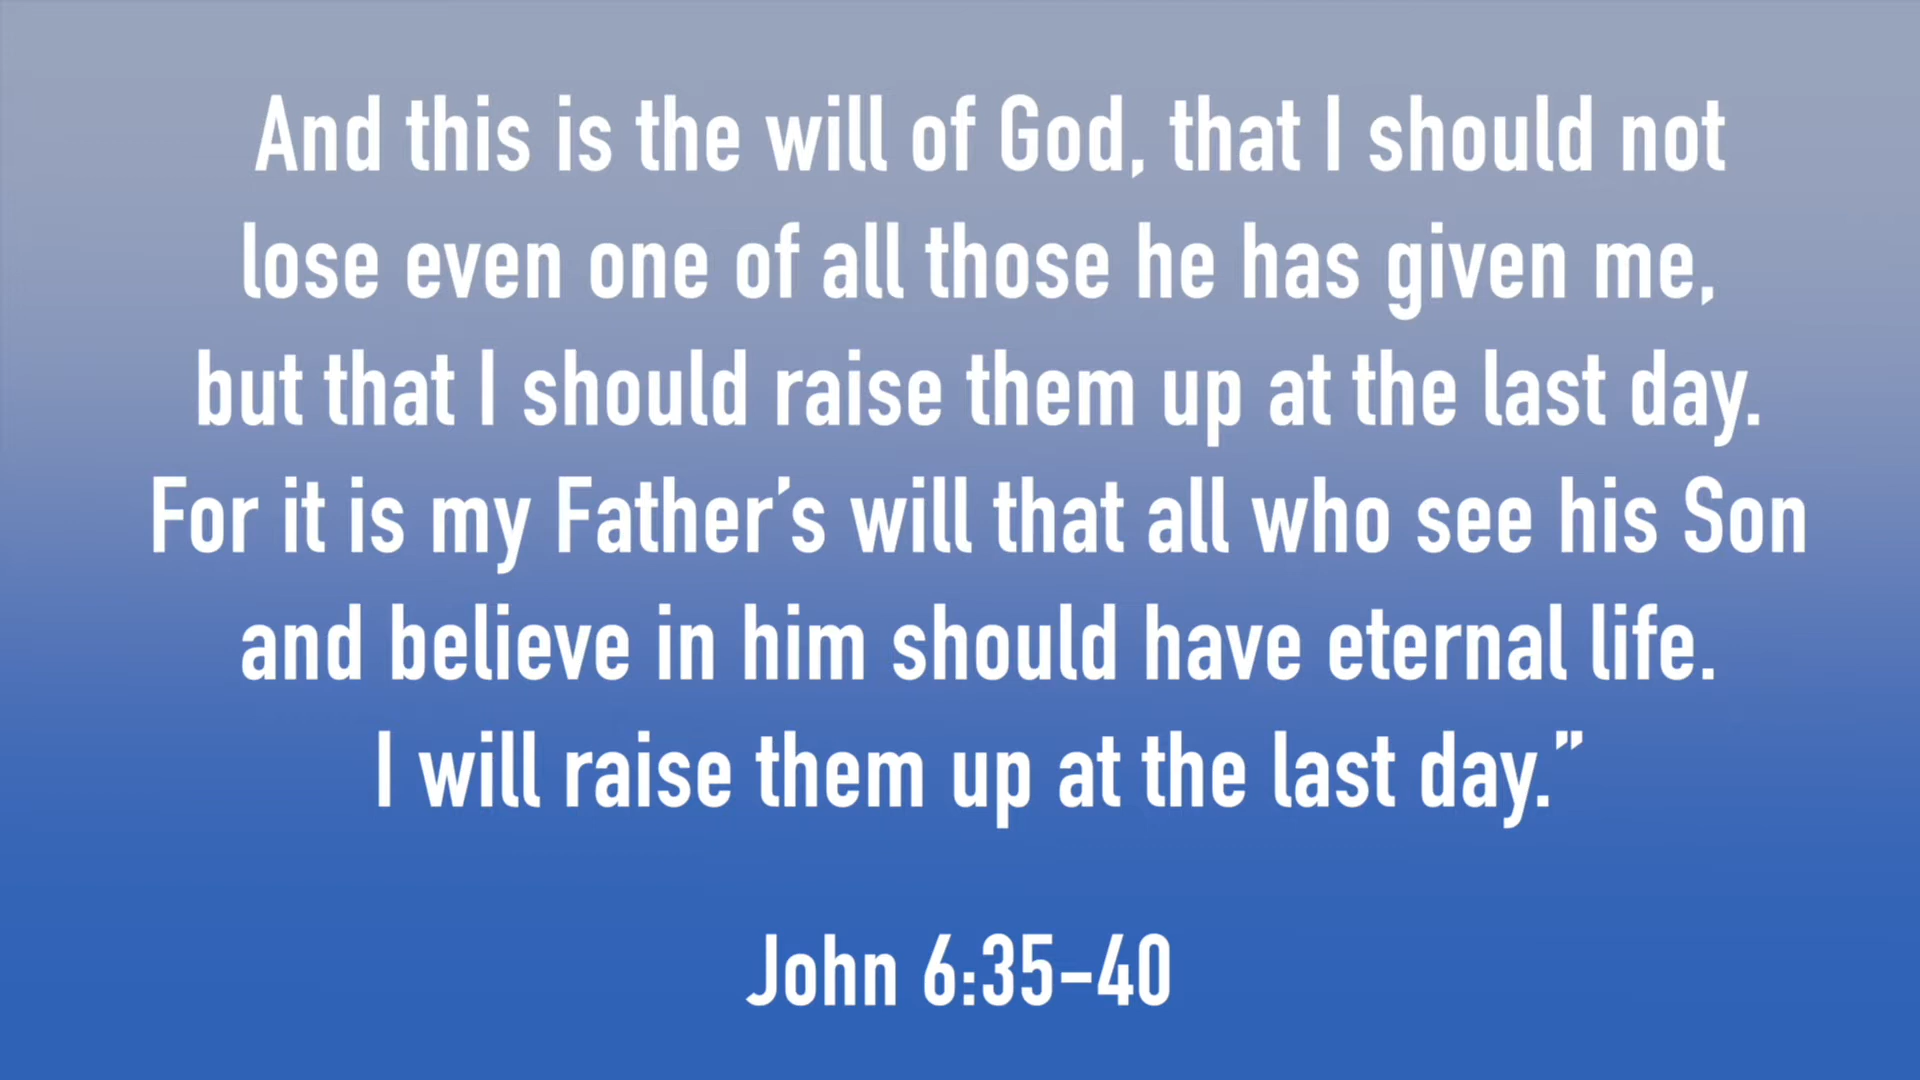 And this is the will of God, that I should not
lose even one of all those he has given me,
but that I should raise them up at the last day.
For it is my Father’s will that all who see his Son
and believe in him should have eternal life.
I will raise them up at the last day.”
John 6:35–40